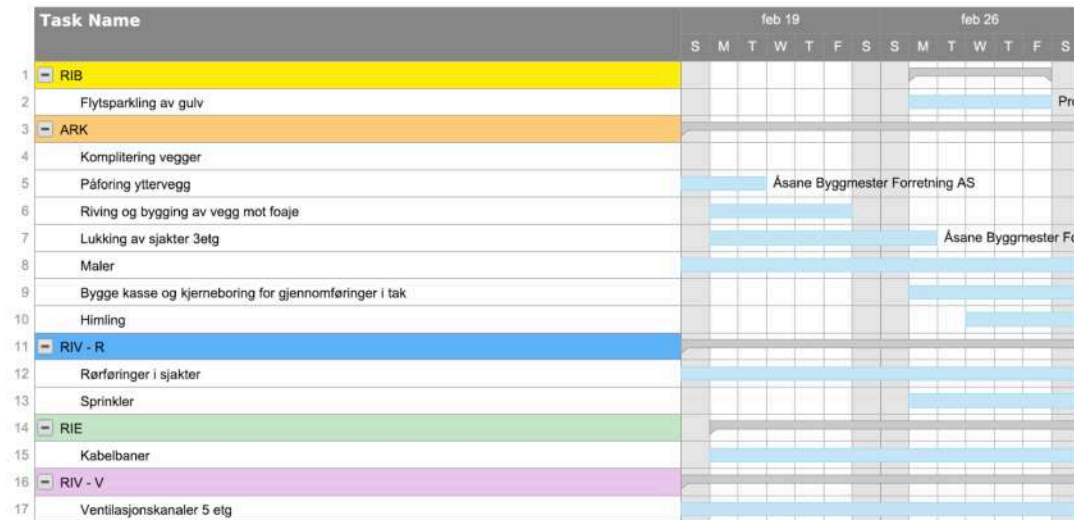 Task Name feb 19 feb 26
S M T W T F S S M T W T F S
1 RIB
2 Flytsparkling av gulv
3 ARK
4 Komplitering vegger
5 Påforing yttervegg Åsane Byggmester Forretning AS
6 Riving og bygging av vegg mot foaje
7 Lukking av sjakter 3etg Åsane Byggmester
8 Maler
9 Bygge kasse og kjerneboring for gjennomføringer i tak
10 Himling
11 RIV - R
12 Rørføringer i sjakter
13 Sprinkler
14 RIE
15 Kabelbaner
16 RIV - V
17 Ventilasjonskanaler 5 etg